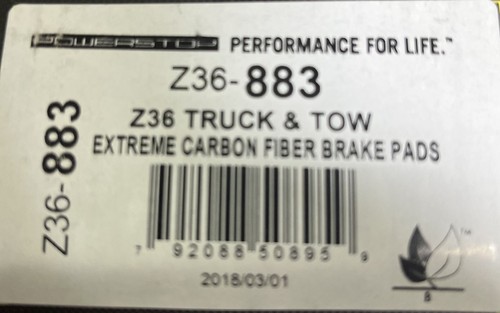 POWERSTOP PERFORMANCE FOR LIFE.™
Z36-883
Z36 TRUCK & TOW
EXTREME CARBON FIBER BRAKE PADS
Z36-883
7 92088 50895 9
2018/03/01
TM
B